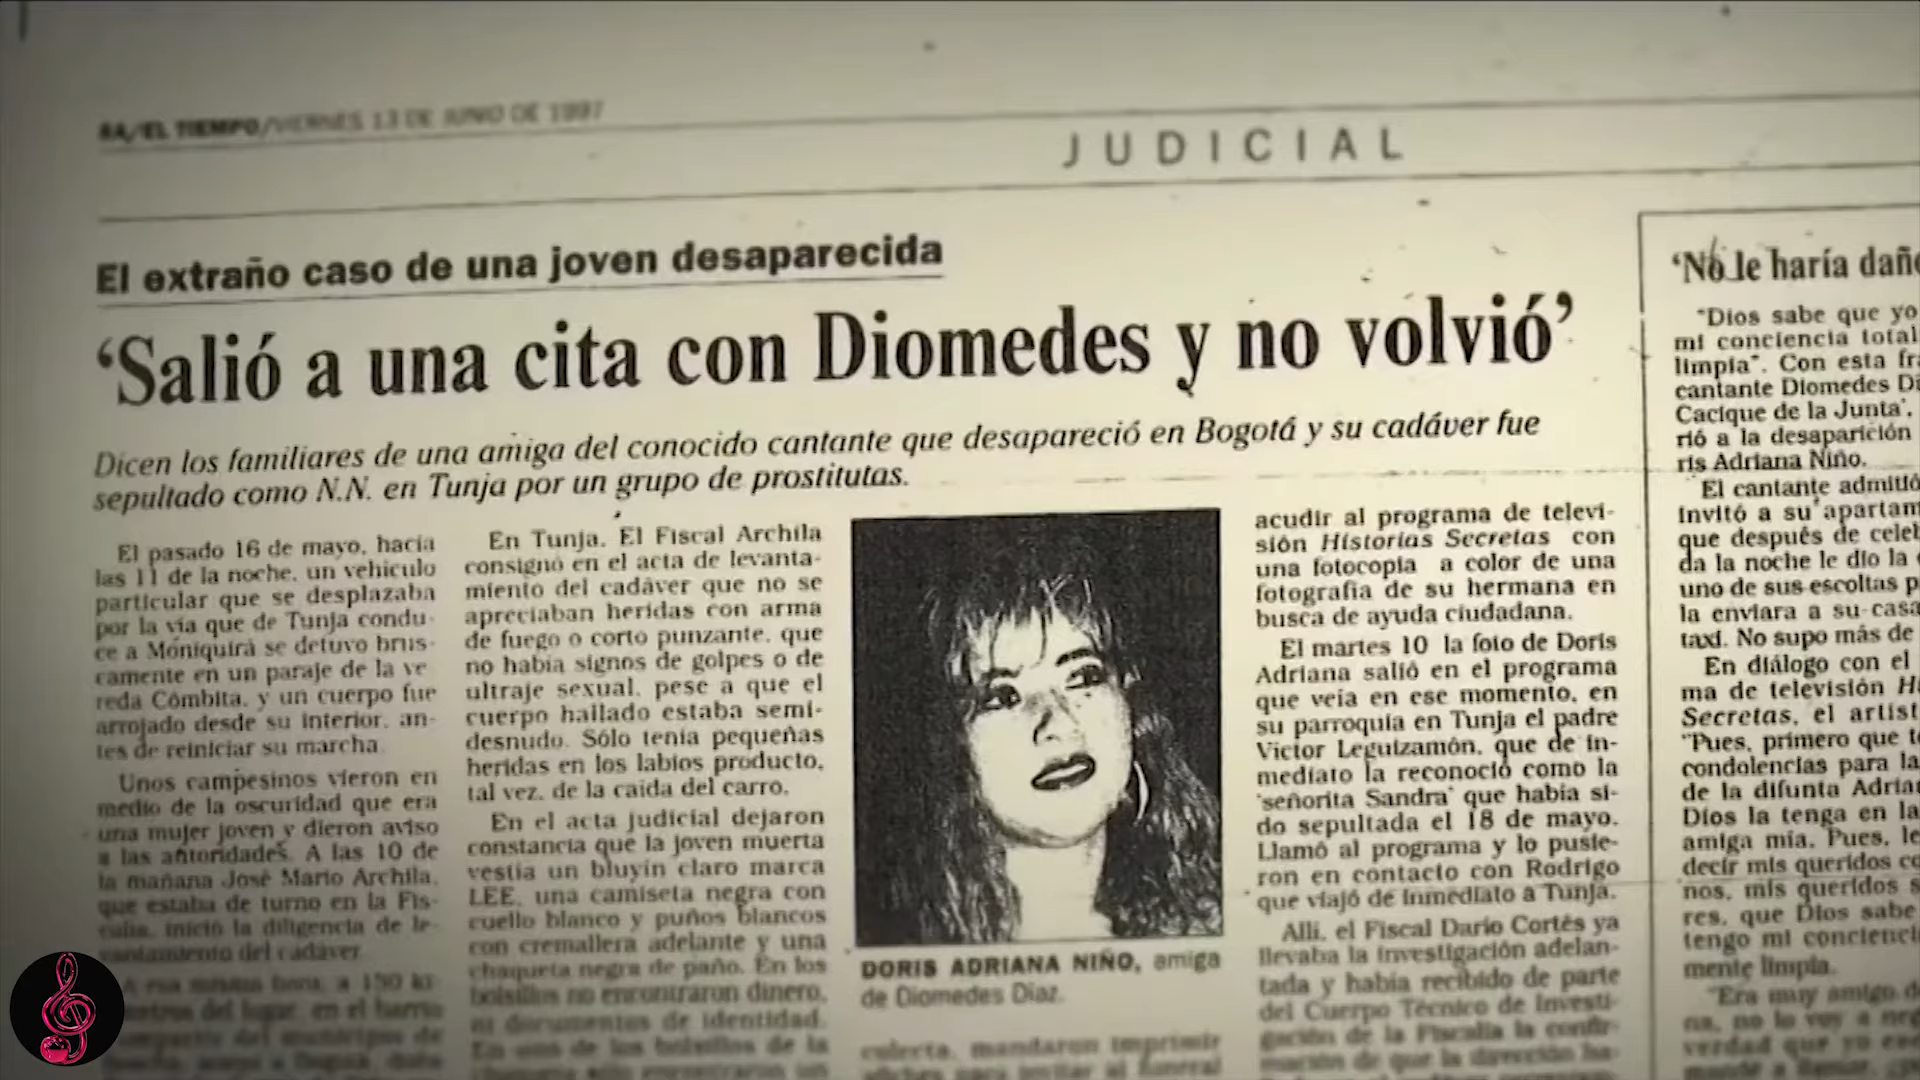 8A/EL TIEMPO/VIERNES 13 DE JUNIO DE 1997
JUDICIAL
El extraño caso de una joven desaparecida
‘Salió a una cita con Diomedes y no volvió’
Dicen los familiares de una amiga del conocido cantante que desapareció en Bogotá y su cadáver fue
sepultado como N.N. en Tunja por un grupo de prostitutas.
El pasado 16 de mayo, hacia
las 11 de la noche, un vehículo
particular que se desplazaba
por la vía que de Tunja condu-
ce a Moniquirá se detuvo brus-
camente en un paraje de la ve
reda Cómbita, y un cuerpo fue
arrojado desde su interior, an-
tes de reiniciar su marcha
Unos campesinos vieron en
medio de la oscuridad que era
una mujer joven y dieron aviso
a las autoridades. A las 10 de
la mañana José Mario Archila,
que estaba de turno en la Fis-
calía, inició la diligencia de le-
vantamiento del cadáver.
A esa misma hora, a 150 ki-
En Tunja. El Fiscal Archila
consignó en el acta de levanta-
miento del cadáver que no se
apreciaban heridas con arma
de fuego o corto punzante, que
no había signos de golpes o de
ultraje sexual, pese a que el
cuerpo hallado estaba semi-
desnudo. Sólo tenía pequeñas
heridas en los labios producto,
tal vez, de la caída del carro.
En el acta judicial dejaron
constancia que la joven muerta
vestía un bluyín claro marca
LEE, una camiseta negra con
cuello blanco y puños blancos
con cremallera adelante y una
chaqueta negra de paño. En los
bolsillos no encontraron dinero,
ni documentos de identidad.
DORIS ADRIANA NIÑO, amiga
de Diomedes Díaz.
colecta, mandaron imprimir
acudir al programa de televi-
sión Historias Secretas con
una fotocopia a color de una
fotografía de su hermana en
busca de ayuda ciudadana.
El martes 10 la foto de Doris
Adriana salió en el programa
que veía en ese momento, en
su parroquia en Tunja el padre
Víctor Leguizamón, que de in-
mediato la reconoció como la
‘señorita Sandra’ que había si-
do sepultada el 18 de mayo.
Llamó al programa y lo pusie-
ron en contacto con Rodrigo
que viajó de inmediato a Tunja.
Allí, el Fiscal Darío Cortés ya
llevaba la investigación adelan-
tada y había recibido de parte
del Cuerpo Técnico de Investi-
gación de la Fiscalía la confir-
mación de que la dirección ha-
‘No le haría dañ
"Dios sabe que yo
mi conciencia total
limpia". Con esta fra
cantante Diomedes Dí
Cacique de la Junta',
rió a la desaparición
ris Adriana Niño.
El cantante admitió
invitó a su apartam
que después de celeb
da la noche le dio la
uno de sus escoltas p
la enviara a su casa
taxi. No supo más de
En diálogo con el
ma de televisión Hi
Secretas, el artist
"Pues, primero que t
condolencias para la
de la difunta Adria
Dios la tenga en la
amiga mía. Pues, le
decir mis queridos co
nos, mis queridos s
res, que Dios sabe
tengo mi conciencia
mente limpia.
"Era muy amigo d
na, no lo voy a neg
verdad que yo